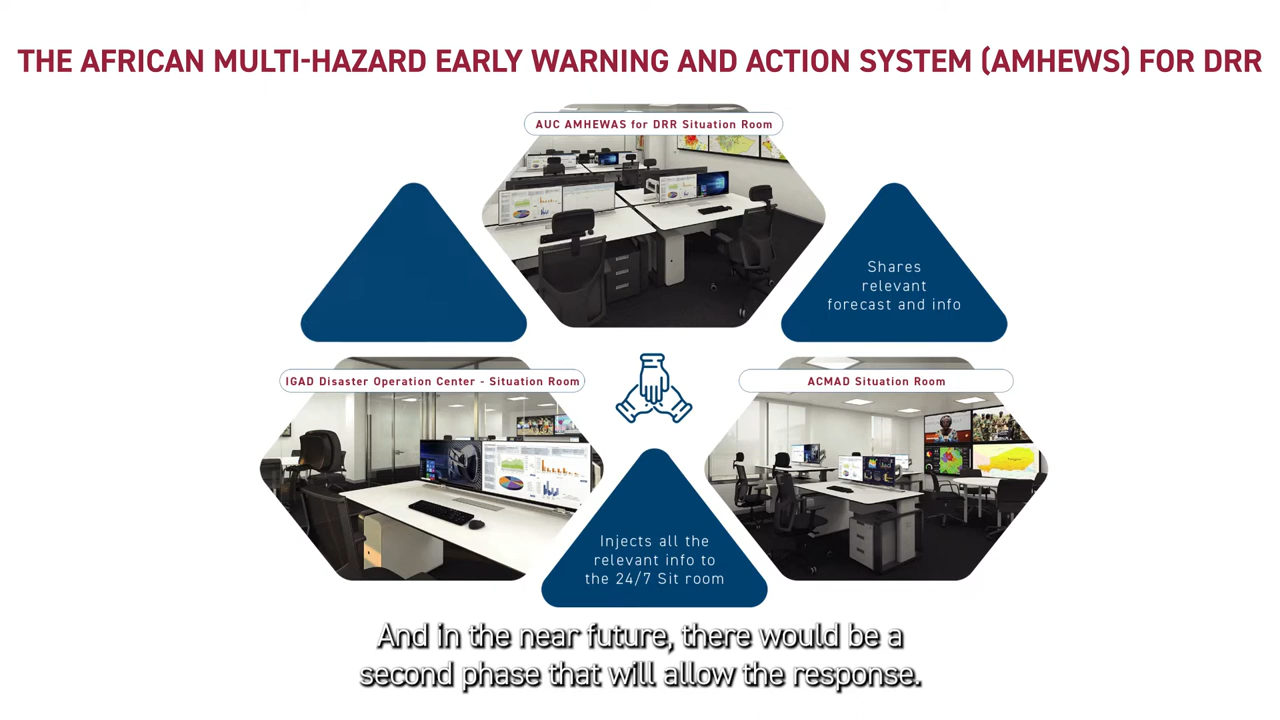 THE AFRICAN MULTI-HAZARD EARLY WARNING AND ACTION SYSTEM (AMHEWS) FOR DRR
AUC AMHEWAS for DRR Situation Room
Shares
relevant
forecast and info
IGAD Disaster Operation Center - Situation Room
ACMAD Situation Room
Injects all the
relevant info to
the 24/7 Sit room
And in the near future, there would be a
second phase that will allow the response.